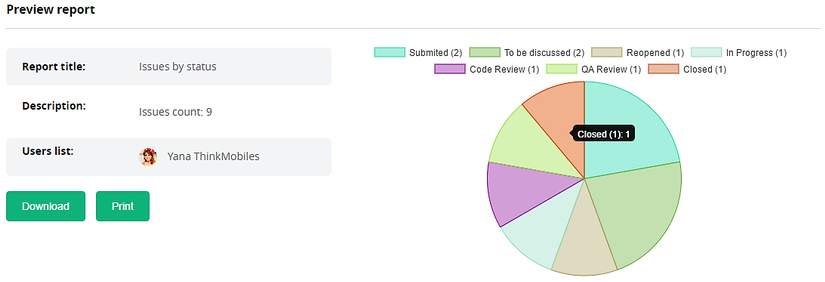 Preview report
Report title: Issues by status
Description: Issues count: 9
Users list: Yana ThinkMobiles
Download Print
Submited (2) To be discussed (2) Reopened (1) In Progress (1)
Code Review (1) QA Review (1) Closed (1)
Closed (1): 1